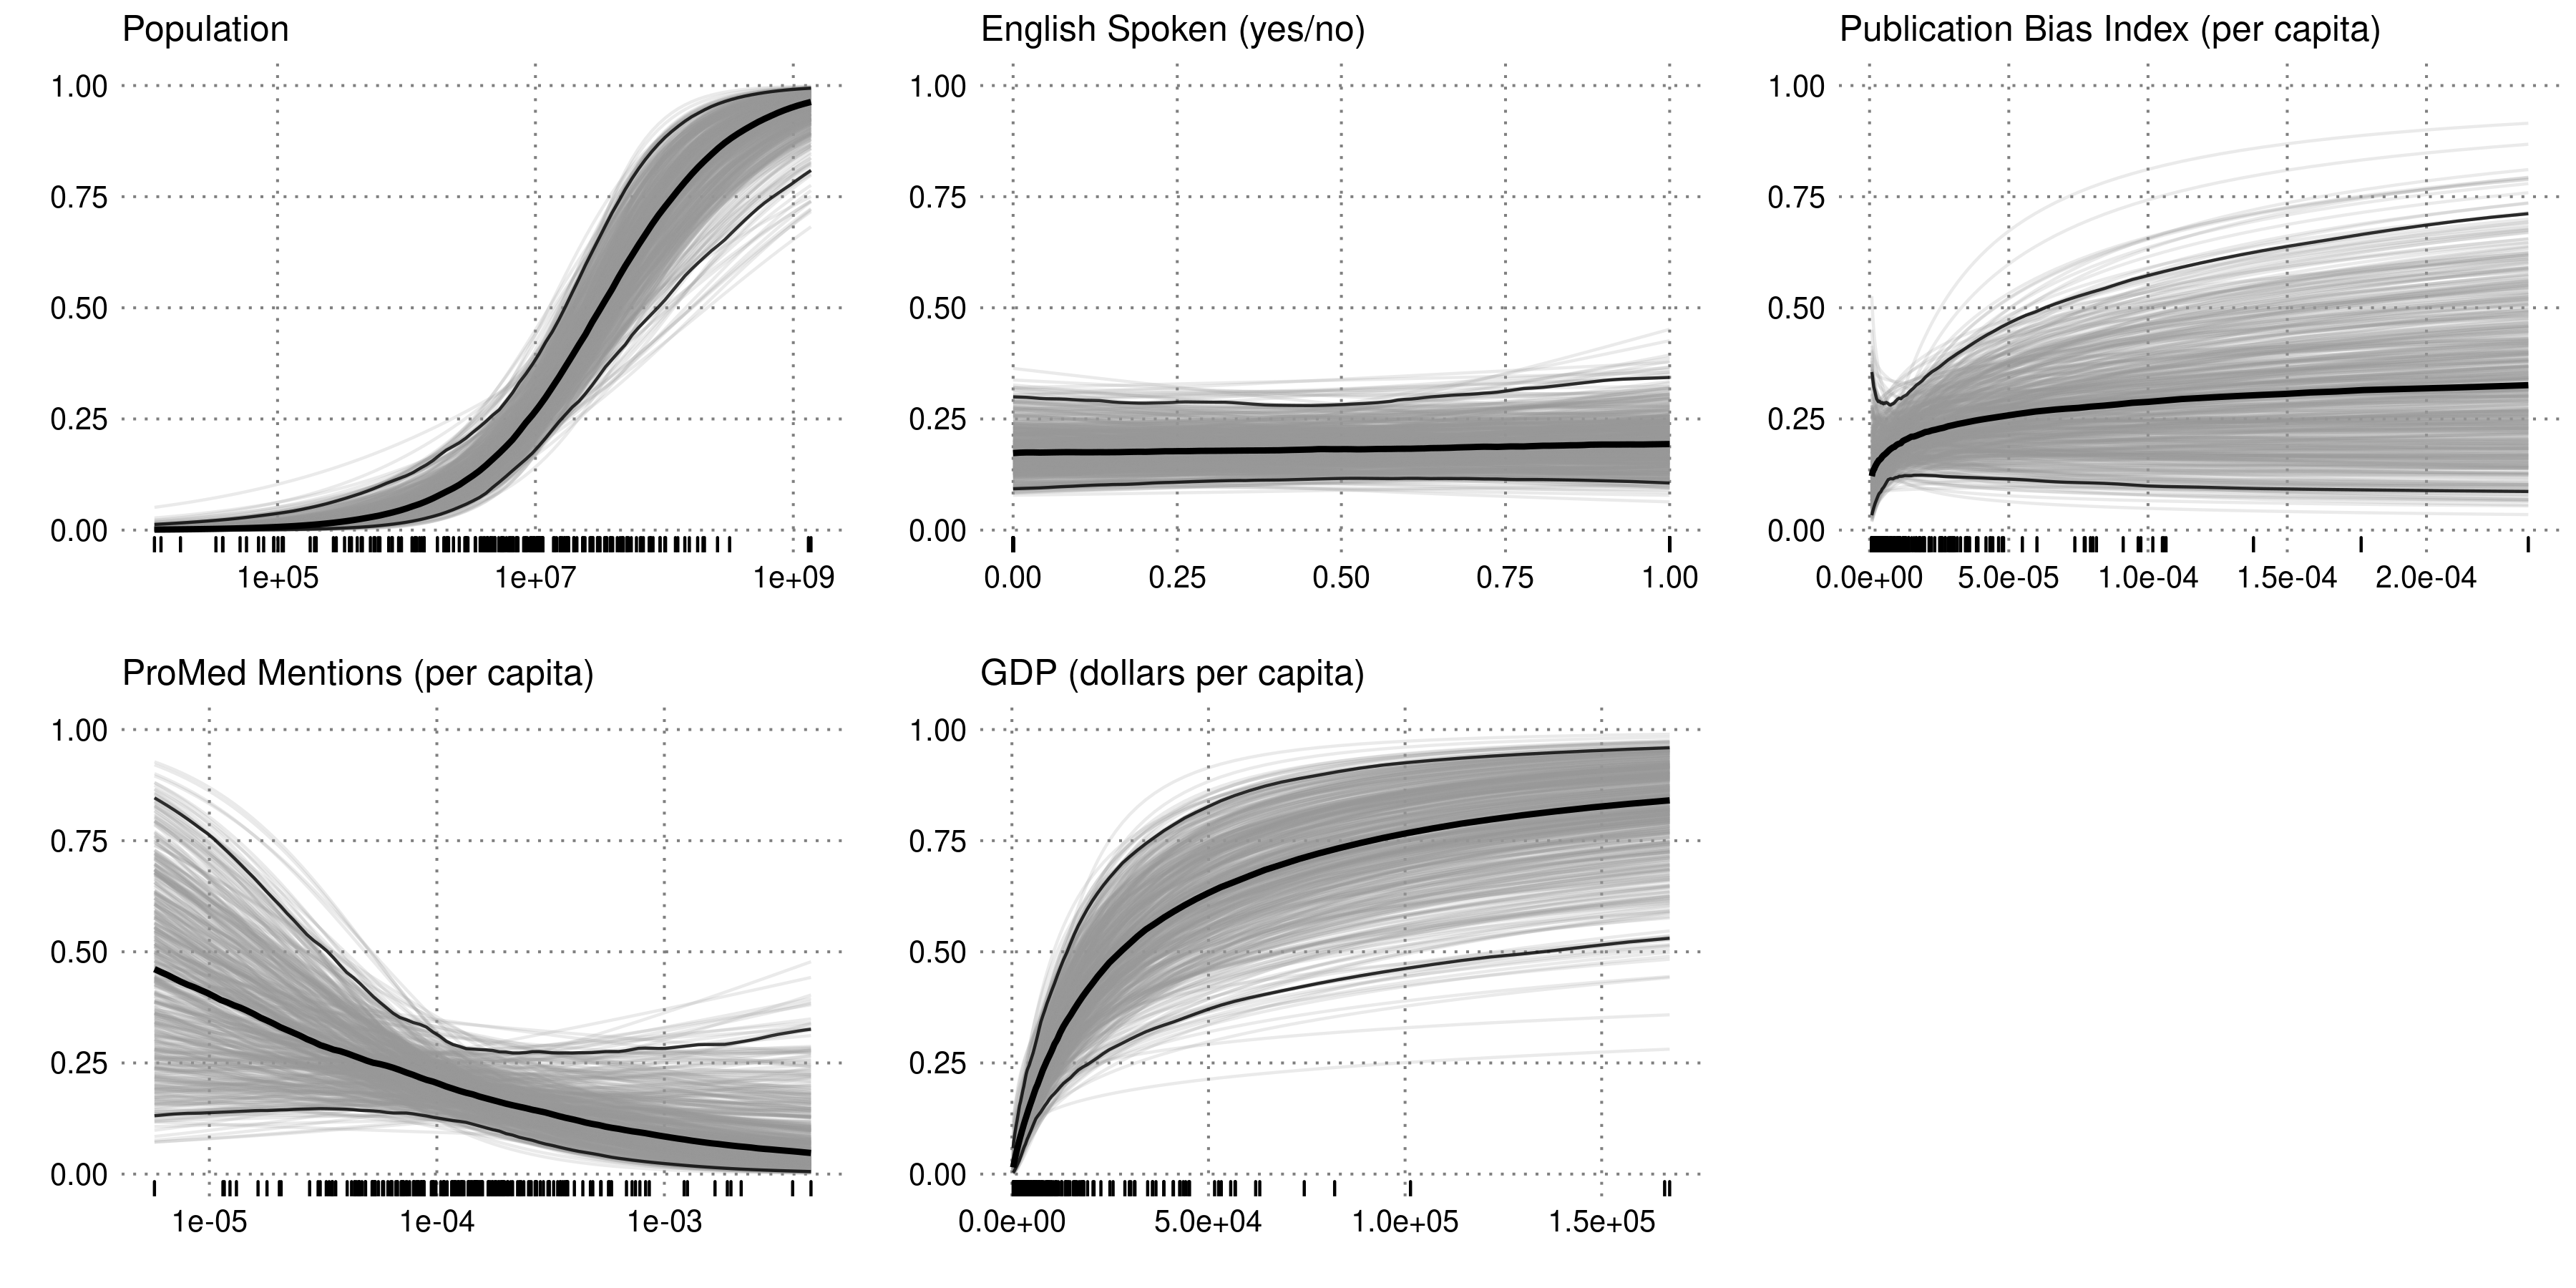 Population
1.00
0.75
0.50
0.25
0.00
1e+05 1e+07 1e+09
English Spoken (yes/no)
1.00
0.75
0.50
0.25
0.00
0.00 0.25 0.50 0.75 1.00
Publication Bias Index (per capita)
1.00
0.75
0.50
0.25
0.00
0.0e+00 5.0e-05 1.0e-04 1.5e-04 2.0e-04
ProMed Mentions (per capita)
1.00
0.75
0.50
0.25
0.00
1e-05 1e-04 1e-03
GDP (dollars per capita)
1.00
0.75
0.50
0.25
0.00
0.0e+00 5.0e+04 1.0e+05 1.5e+05